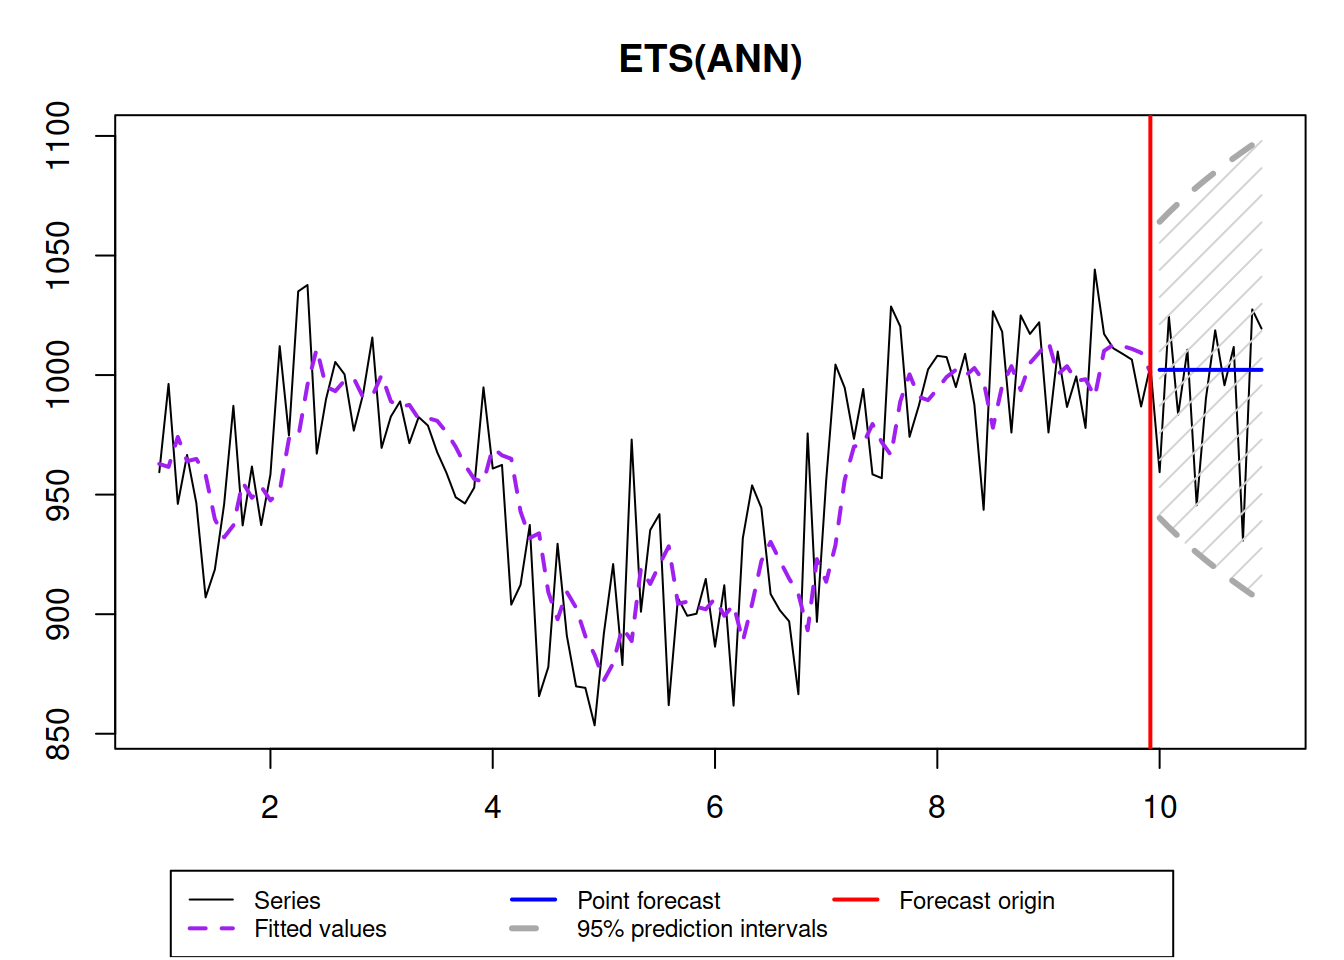 ETS(ANN)
1100
1050
1000
950
900
850
2 4 6 8 10
Series Point forecast Forecast origin
Fitted values 95% prediction intervals